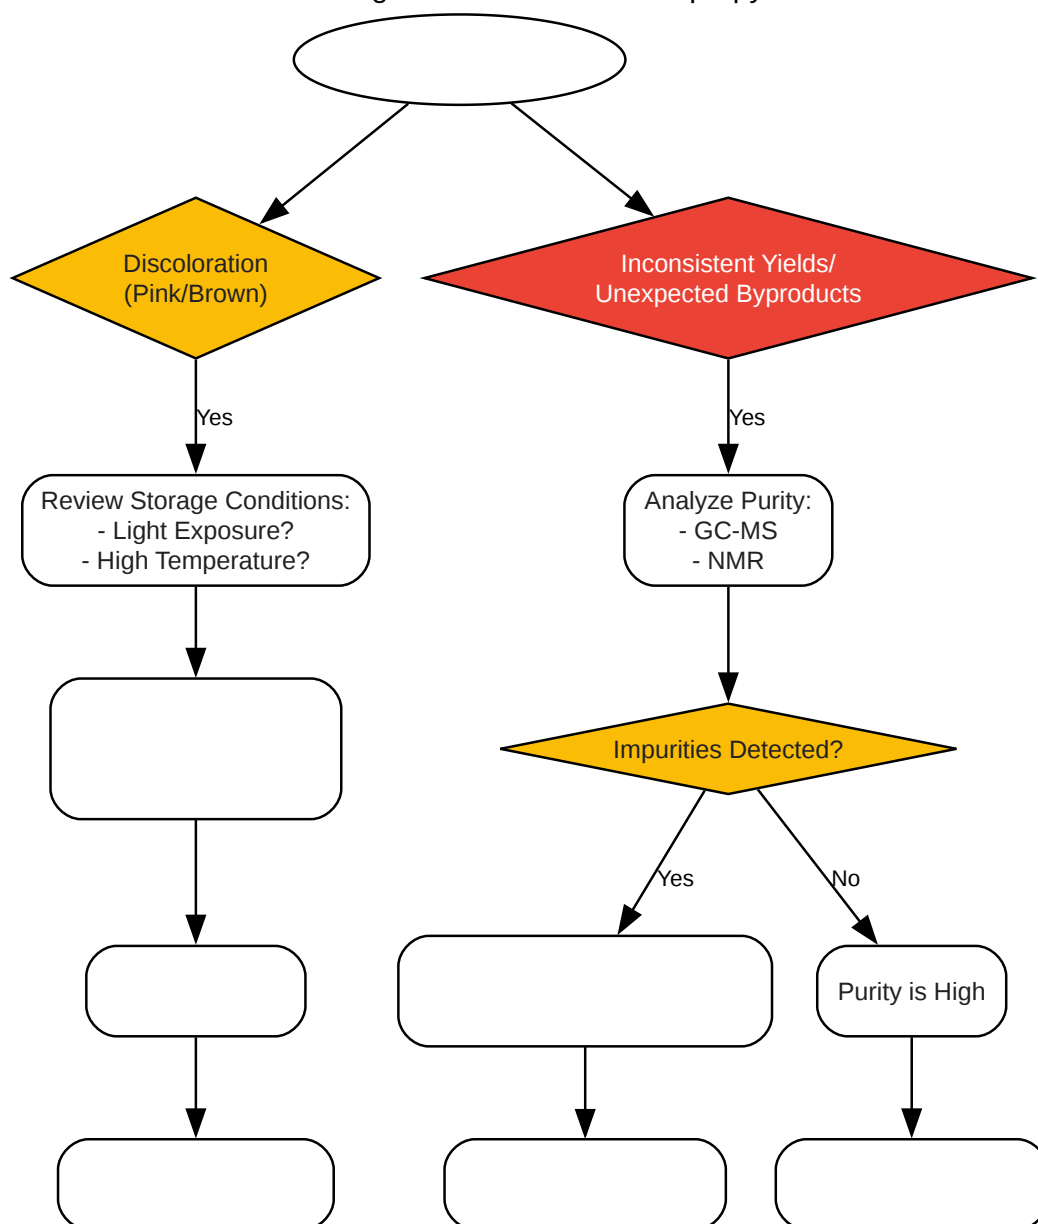 Discoloration
(Pink/Brown)
Inconsistent Yields/
Unexpected Byproducts
Yes
Yes
Review Storage Conditions:
- Light Exposure?
- High Temperature?
Analyze Purity:
- GC-MS
- NMR
Impurities Detected?
Yes
No
Purity is High